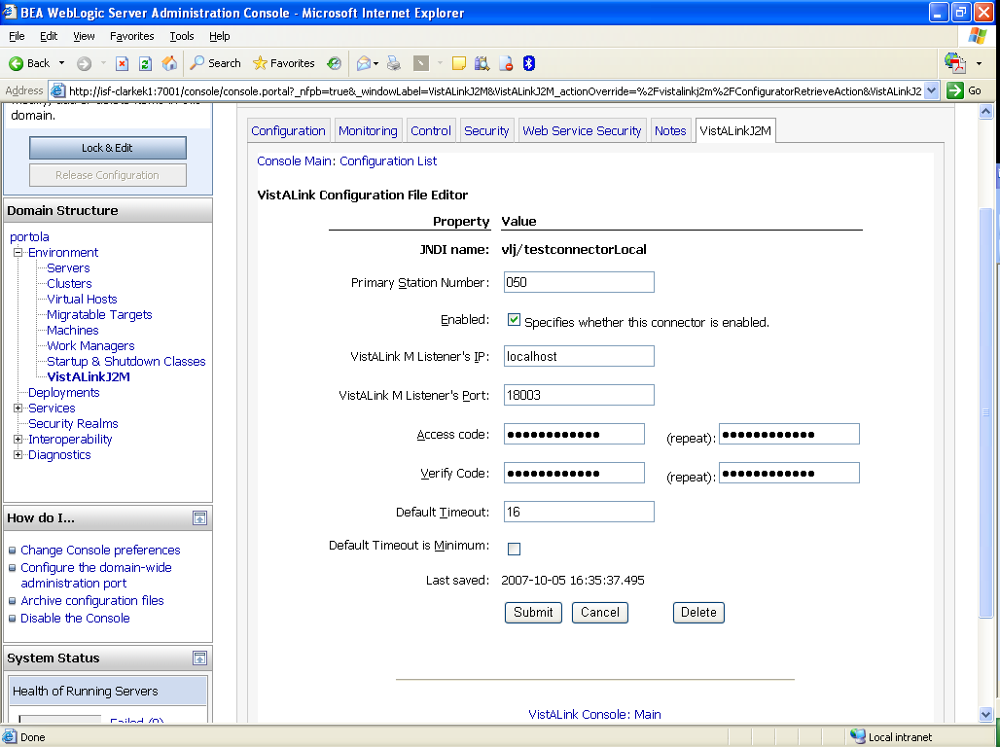 BEA WebLogic Server Administration Console - Microsoft Internet Explorer
File Edit View Favorites Tools Help
Back Search Favorites
Address http://isf-clarkek1:7001/console/console.portal?_nfpb=true&_windowLabel=VistALinkJ2M&VistALinkJ2M_actionOverride=%2Fvistalinkj2m%2FConfiguratorRetrieveAction&VistALinkJ2 Go
domain.
Lock & Edit
Release Configuration
Domain Structure
portola
Environment
Servers
Clusters
Virtual Hosts
Migratable Targets
Machines
Work Managers
Startup & Shutdown Classes
VistALinkJ2M
Deployments
Services
Security Realms
Interoperability
Diagnostics
How do I...
Change Console preferences
Configure the domain-wide
administration port
Archive configuration files
Disable the Console
System Status
Health of Running Servers
Failed (0)
Configuration Monitoring Control Security Web Service Security Notes VistALinkJ2M
Console Main: Configuration List
VistALink Configuration File Editor
Property Value
JNDI name: vlj/testconnectorLocal
Primary Station Number: 050
Enabled: Specifies whether this connector is enabled.
VistALink M Listener's IP: localhost
VistALink M Listener's Port: 18003
Access code: •••••••••••• (repeat): ••••••••••••
Verify Code: •••••••••••• (repeat): ••••••••••••
Default Timeout: 16
Default Timeout is Minimum:
Last saved: 2007-10-05 16:35:37.495
Submit Cancel Delete
VistALink Console: Main
Done Local intranet